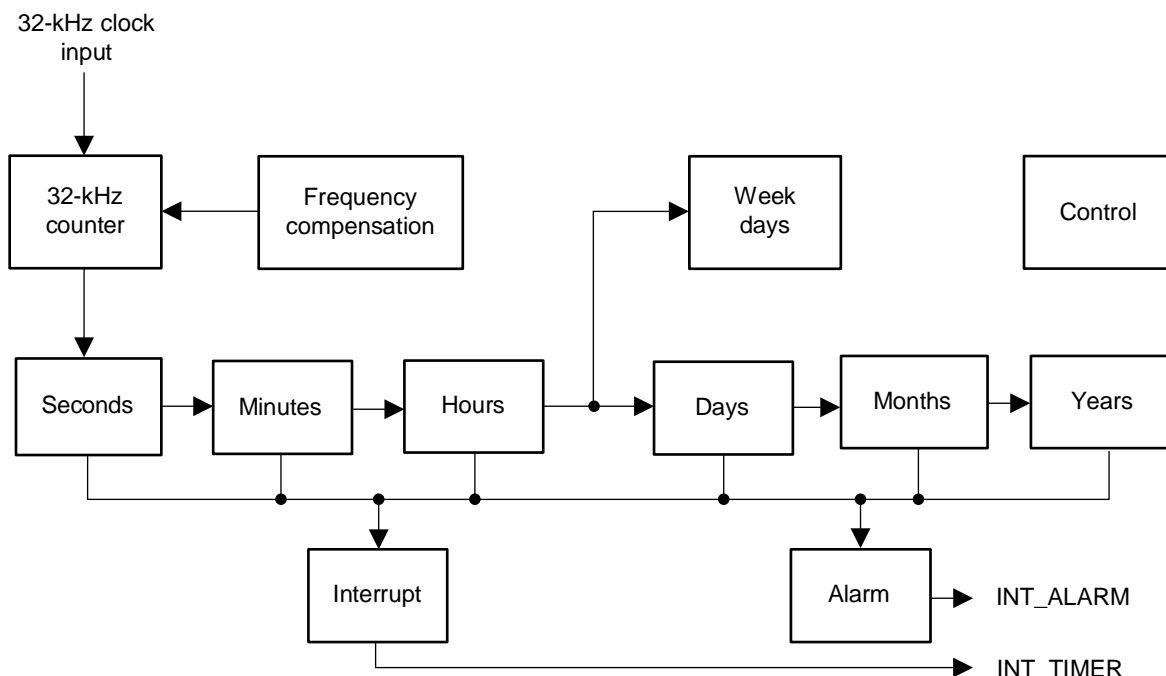 32-kHz clock
input
32-kHz
counter
Frequency
compensation
Week
days
Control
Seconds
Minutes
Hours
Days
Months
Years
Interrupt
Alarm
INT_ALARM
INT_TIMER